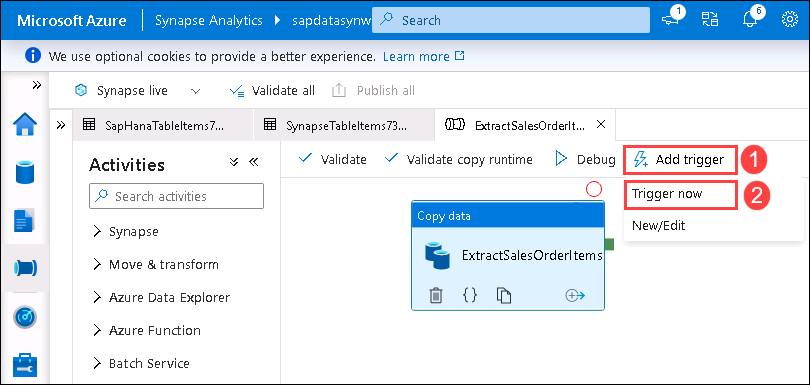 Microsoft Azure Synapse Analytics sapdatasynw Search 1 6
We use optional cookies to provide a better experience. Learn more
Synapse live Validate all Publish all
SapHanaTableItems7... SynapseTableItems73... ExtractSalesOrderIt...
Activities
Validate Validate copy runtime Debug Add trigger 1
Search activities
Trigger now 2
New/Edit
Copy data
ExtractSalesOrderItems
Synapse
Move & transform
Azure Data Explorer
Azure Function
Batch Service